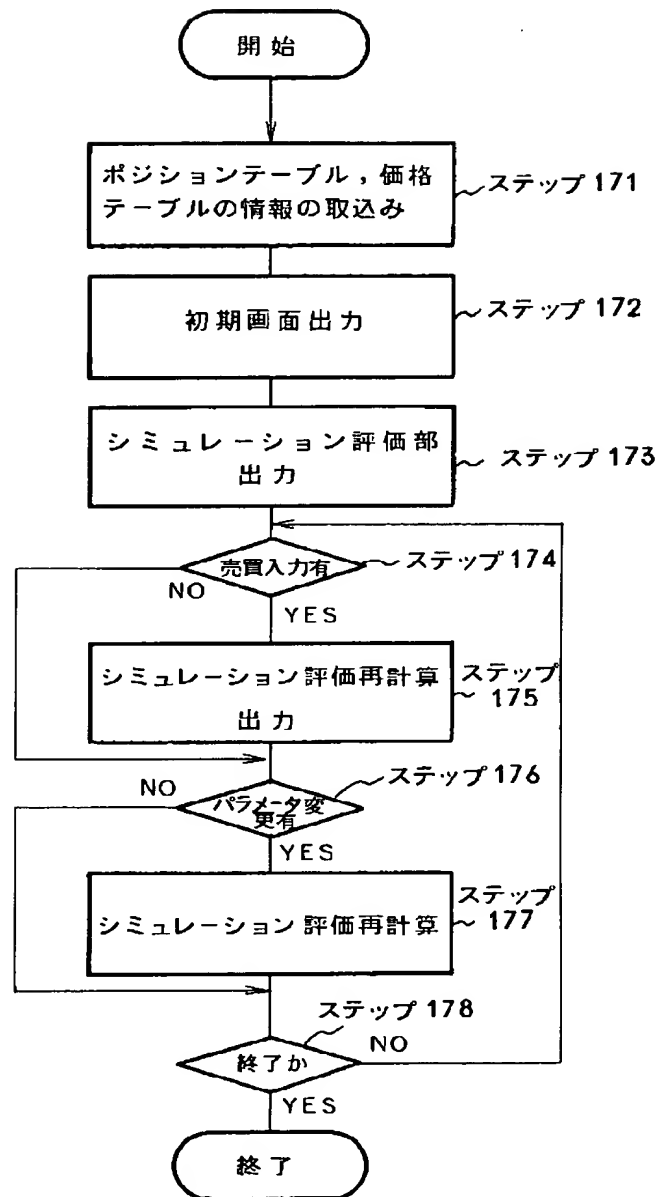 開始
ポジションテーブル，価格
テーブルの情報の取込み
ステップ 171
初期画面出力
ステップ 172
シミュレーション評価部
出力
ステップ 173
売買入力有
ステップ 174
NO
YES
シミュレーション評価再計算
出力
ステップ
175
パラメータ変
更有
ステップ 176
NO
YES
シミュレーション評価再計算
ステップ
177
終了か
ステップ 178
NO
YES
終了